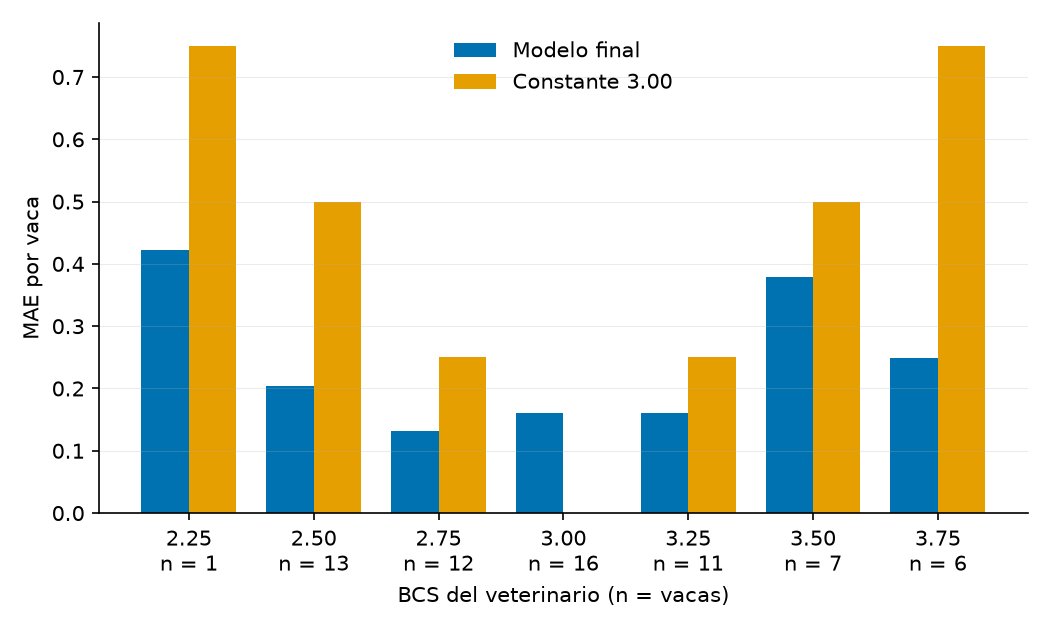 Modelo final
Constante 3.00
MAE por vaca
0.7
0.6
0.5
0.4
0.3
0.2
0.1
0.0
2.25 2.50 2.75 3.00 3.25 3.50 3.75
n = 1 n = 13 n = 12 n = 16 n = 11 n = 7 n = 6
BCS del veterinario (n = vacas)